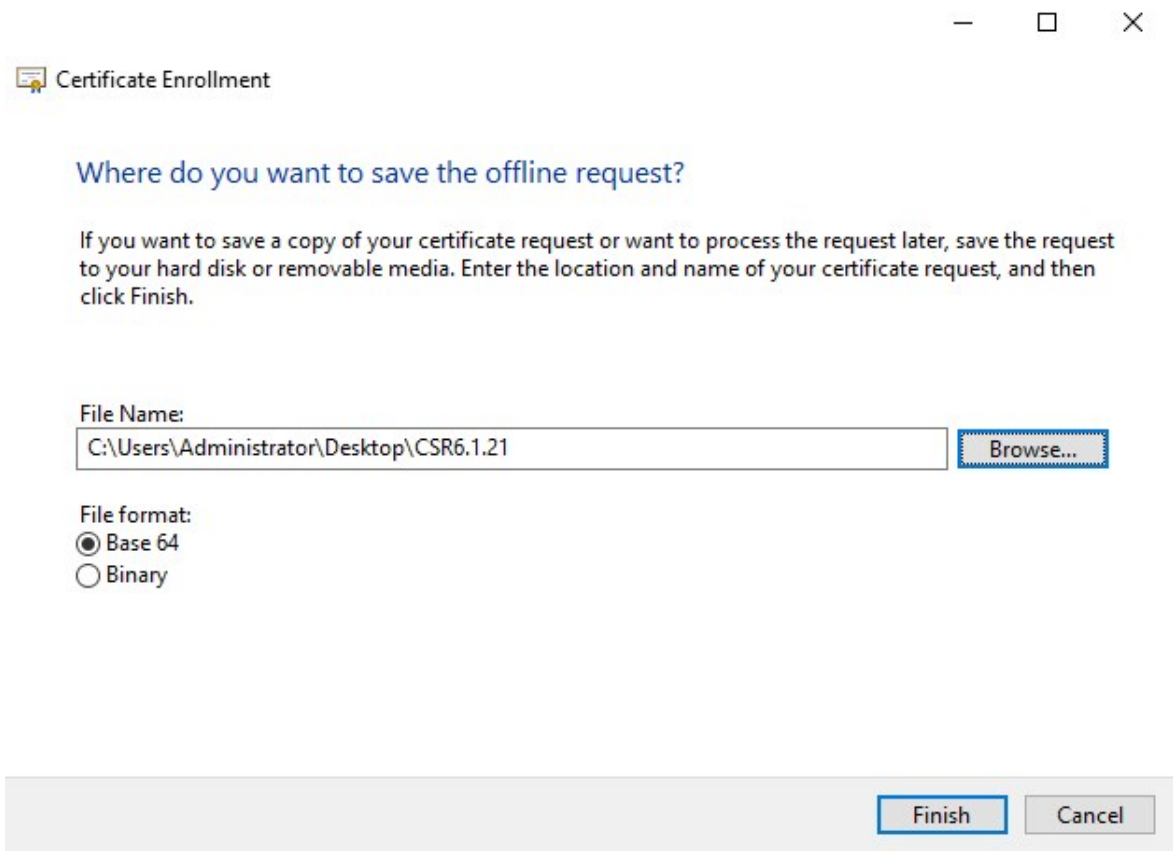 Certificate Enrollment
Where do you want to save the offline request?
If you want to save a copy of your certificate request or want to process the request later, save the request
to your hard disk or removable media. Enter the location and name of your certificate request, and then
click Finish.
File Name:
C:\Users\Administrator\Desktop\CSR6.1.21
Browse...
File format:
Base 64
Binary
Finish
Cancel